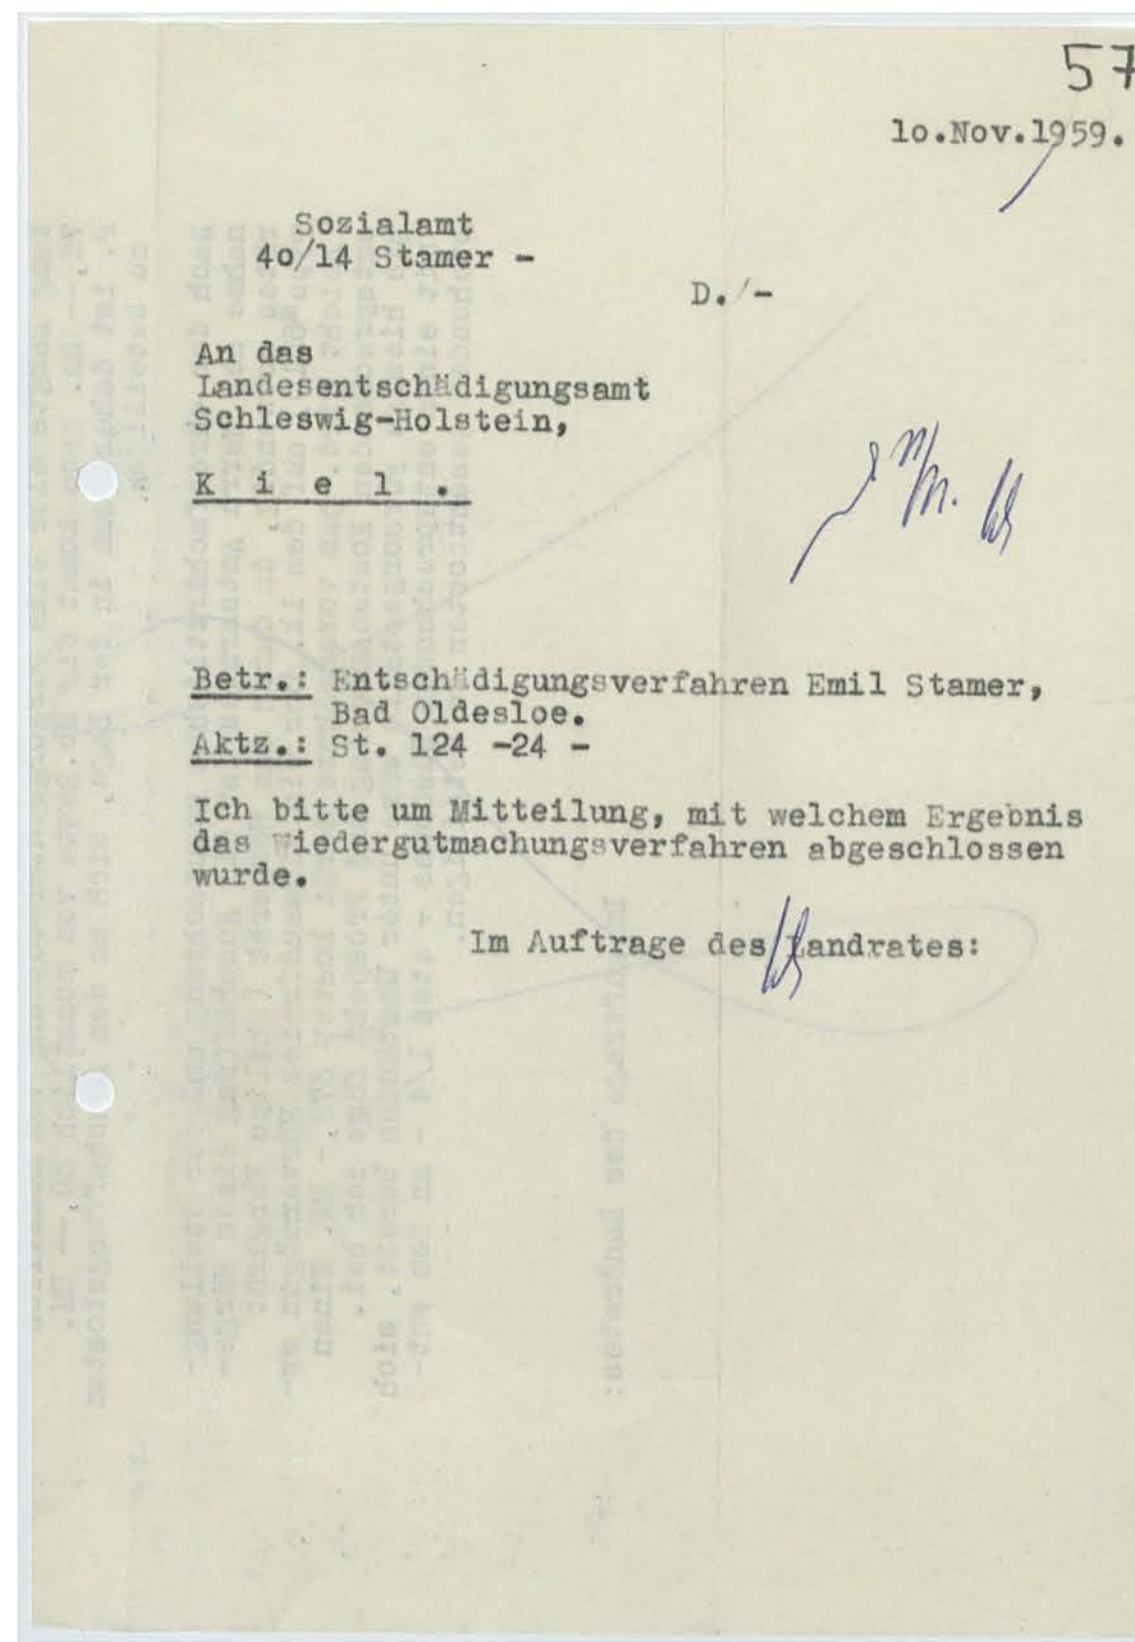 57
10.Nov.1959.
Sozialamt
4o/14 Stamer -
D./-
An das
Landesentschädigungsamt
Schleswig-Holstein,
K i e l .
Betr.: Entschädigungsverfahren Emil Stamer,
Bad Oldesloe.
Aktz.: St. 124 -24 -
Ich bitte um Mitteilung, mit welchem Ergebnis
das Wiedergutmachungsverfahren abgeschlossen
wurde.
Im Auftrage des Landrates: